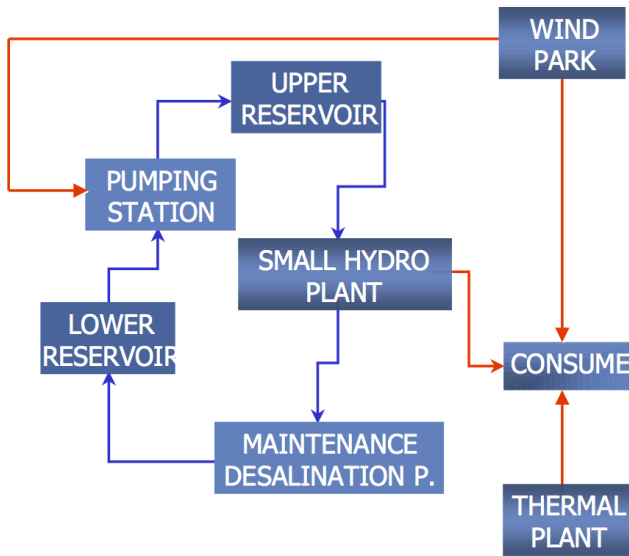 WIND
PARK
UPPER
RESERVOIR
PUMPING
STATION
SMALL HYDRO
PLANT
LOWER
RESERVOIR
CONSUME
MAINTENANCE
DESALINATION P.
THERMAL
PLANT